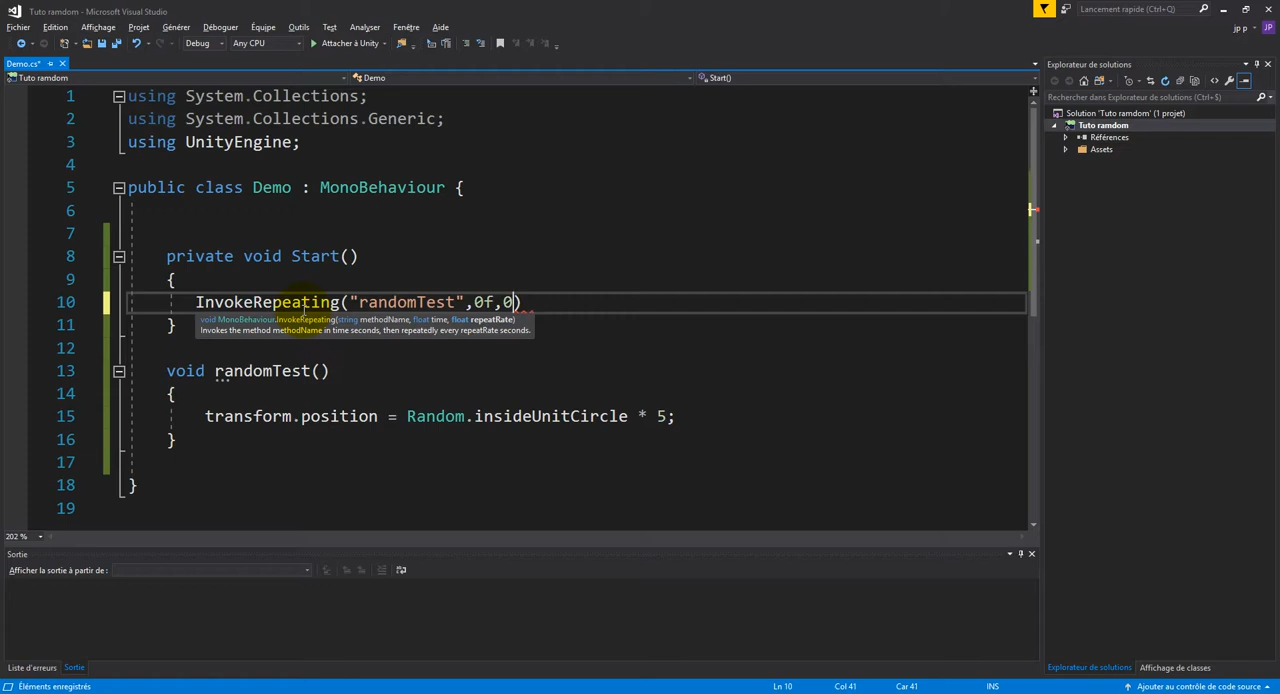 Tuto ramdom - Microsoft Visual Studio
Lancement rapide (Ctrl+Q)
Fichier Edition Affichage Projet Générer Déboguer Équipe Outils Test Analyser Fenêtre Aide
jp p JP
Debug Any CPU Attacher à Unity
Demo.cs*
Explorateur de solutions
Tuto ramdom Demo Start()
Rechercher dans Explorateur de solutions (Ctrl+$)
Solution 'Tuto ramdom' (1 projet)
Tuto ramdom
Références
Assets
1 using System.Collections;
2 using System.Collections.Generic;
3 using UnityEngine;
4
5 public class Demo : MonoBehaviour {
6
7
8 private void Start()
9 {
10 InvokeRepeating("randomTest",0f,0)
void MonoBehaviour.InvokeRepeating(string methodName, float time, float repeatRate)
Invokes the method methodName in time seconds, then repeatedly every repeatRate seconds.
11 }
12
13 void randomTest()
14 {
15 transform.position = Random.insideUnitCircle * 5;
16 }
17
18 }
19
202 %
Sortie
Afficher la sortie à partir de :
Liste d'erreurs Sortie
Explorateur de solutions Affichage de classes
Éléments enregistrés Ln 10 Col 41 Car 41 INS Ajouter au contrôle de code source